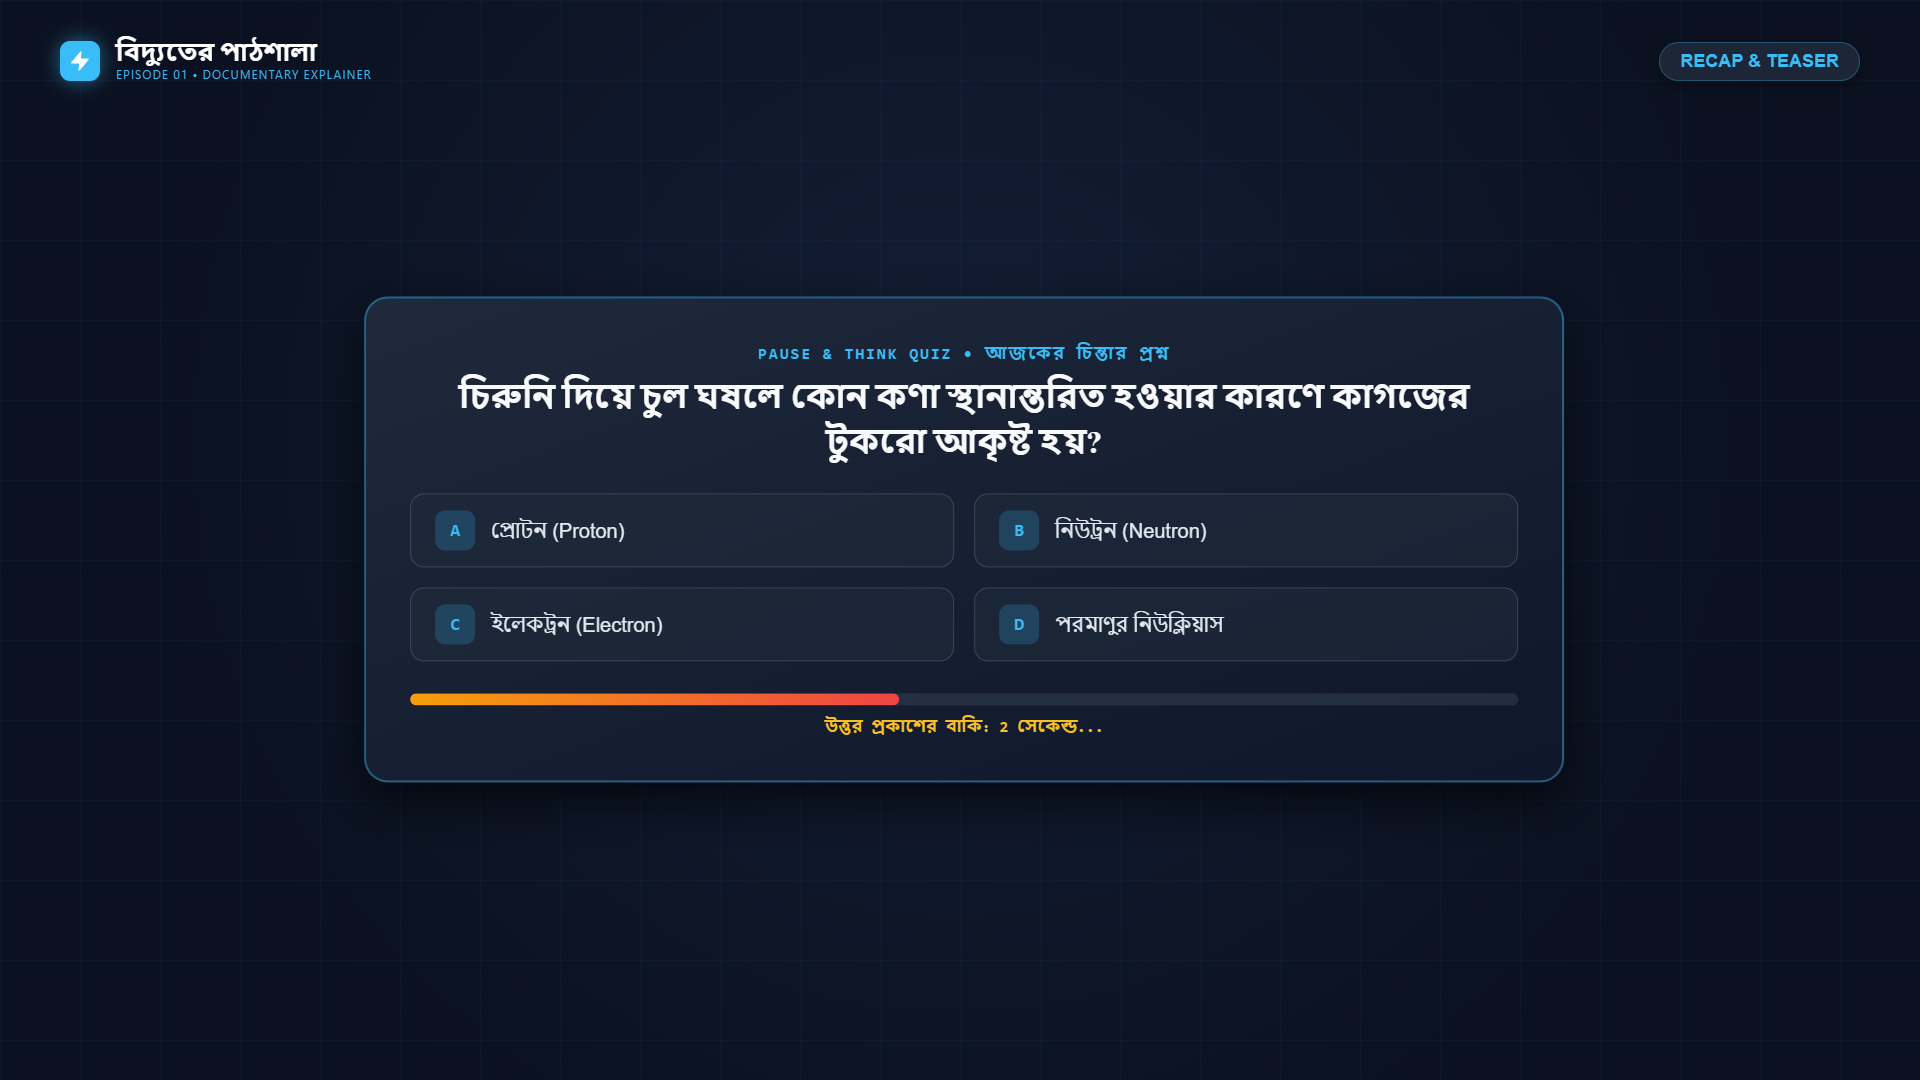 বিদ্যুতের পাঠশালা
EPISODE 01 • DOCUMENTARY EXPLAINER
RECAP & TEASER
PAUSE & THINK QUIZ • আজকের চিন্তার প্রশ্ন
চিরুনি দিয়ে চুল ঘষলে কোন কণা স্থানান্তরিত হওয়ার কারণে কাগজের
টুকরো আকৃষ্ট হয়?
A প্রোটন (Proton)
B নিউট্রন (Neutron)
C ইলেকট্রন (Electron)
D পরমাণুর নিউক্লিয়াস
উত্তর প্রকাশের বাকি: 2 সেকেন্ড...